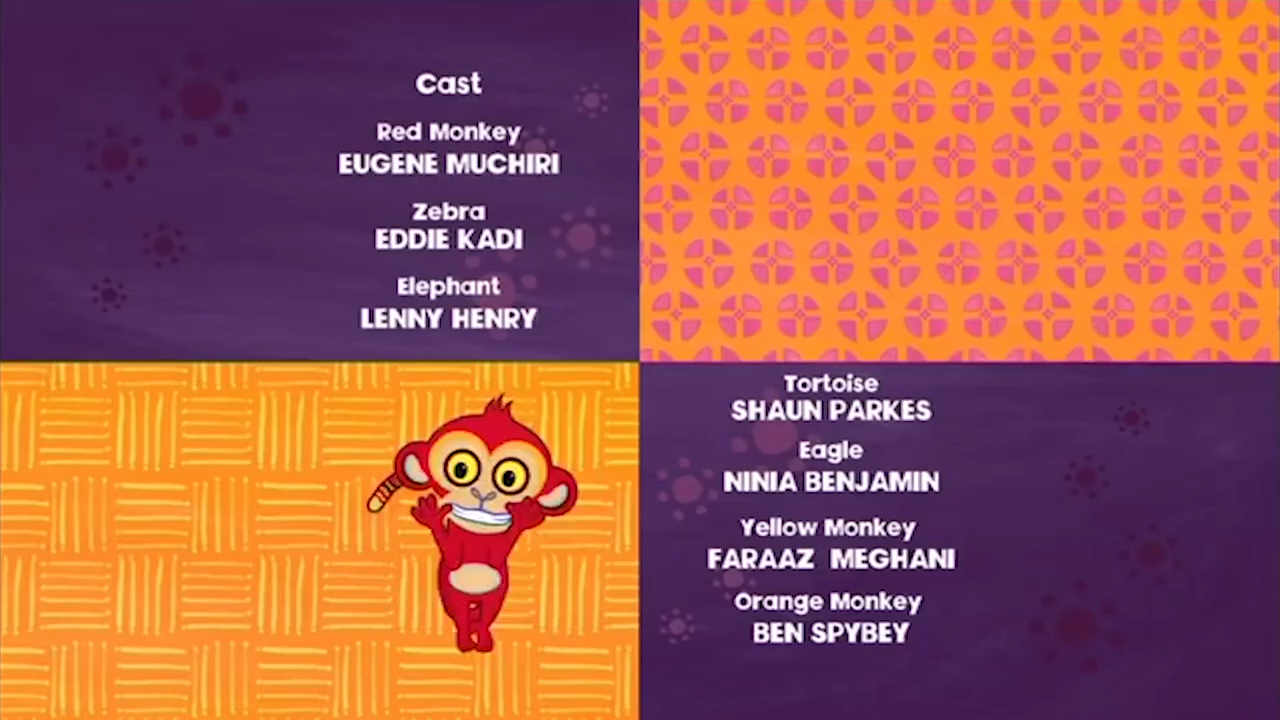 Cast
Red Monkey
EUGENE MUCHIRI
Zebra
EDDIE KADI
Elephant
LENNY HENRY
Tortoise
SHAUN PARKES
Eagle
NINIA BENJAMIN
Yellow Monkey
FARAAZ MEGHANI
Orange Monkey
BEN SPYBEY